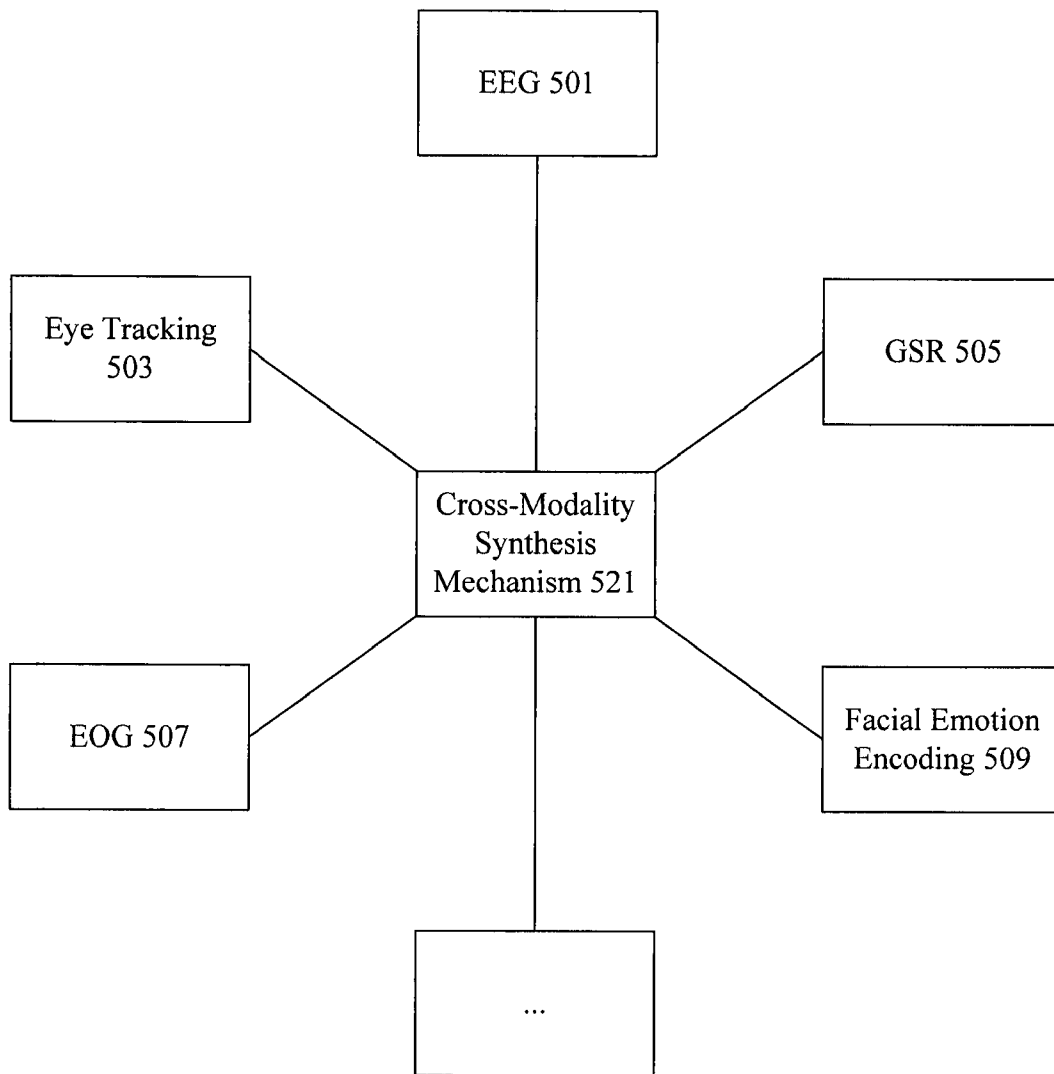 EEG 501
Eye Tracking
503
GSR 505
Cross-Modality
Synthesis
Mechanism 521
EOG 507
Facial Emotion
Encoding 509
...